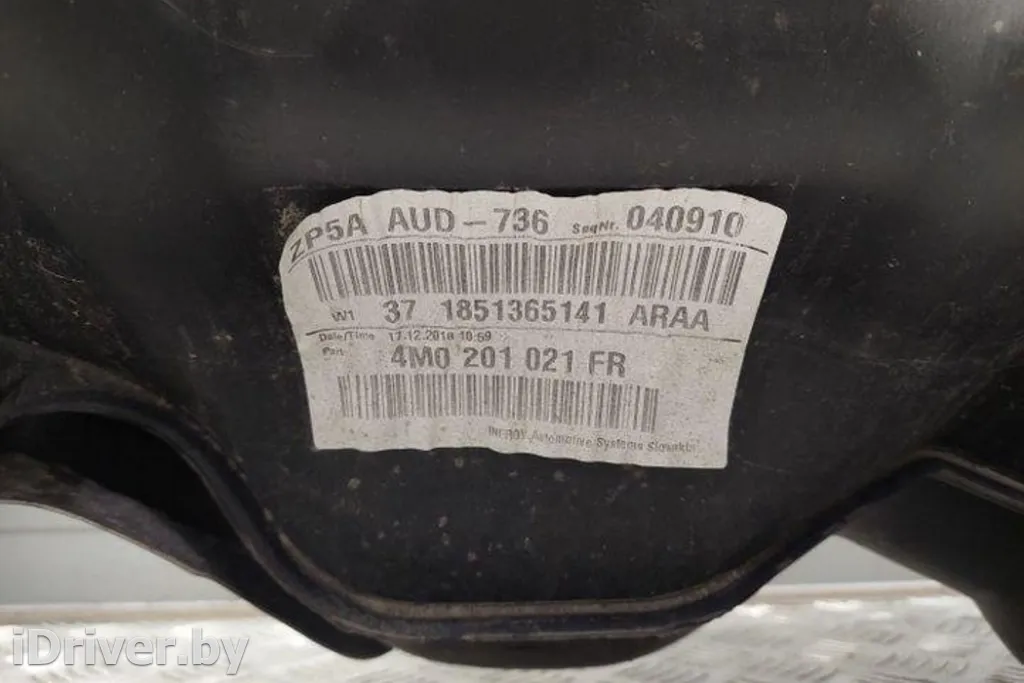 ZP5A AUD-736 SeqNr. 040910
W1 37 1851365141 ARAA
Date/Time 17.12.2018 10:59
Part 4M0 201 021 FR
INERGY Automotive Systems Slovakia
iDriver.by